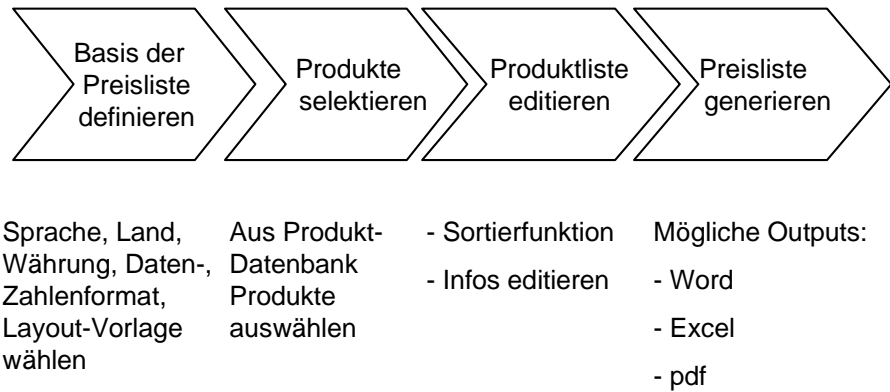 Basis der
Preisliste
definieren
Produkte
selektieren
Produktliste
editieren
Preisliste
generieren
Sprache, Land,
Währung, Daten-,
Zahlenformat,
Layout-Vorlage
wählen
Aus Produkt-
Datenbank
Produkte
auswählen
- Sortierfunktion
- Infos editieren
Mögliche Outputs:
- Word
- Excel
- pdf